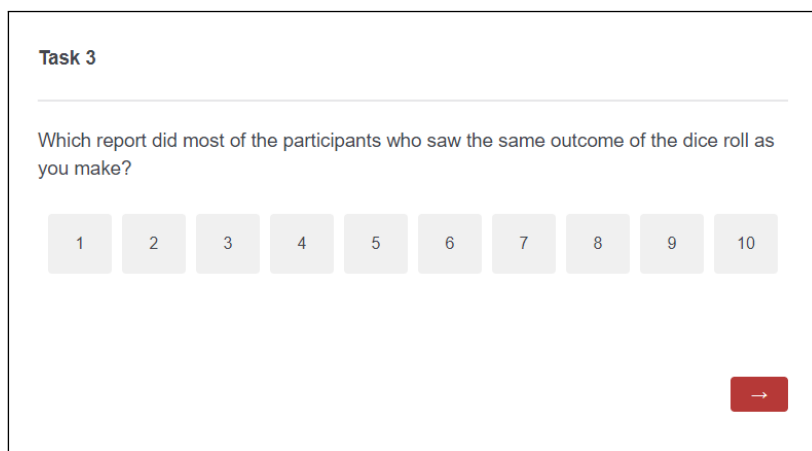 Task 3
Which report did most of the participants who saw the same outcome of the dice roll as
you make?
1 2 3 4 5 6 7 8 9 10
→